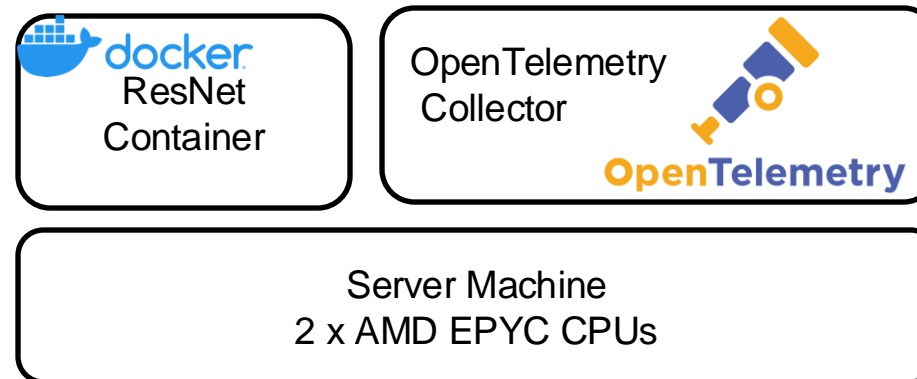 docker
ResNet
Container
OpenTelemetry
Collector
OpenTelemetry
Server Machine
2 x AMD EPYC CPUs